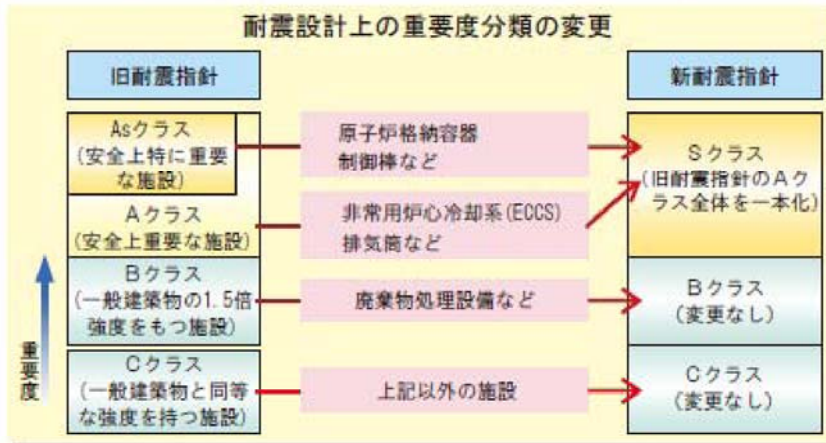 耐震設計上の重要度分類の変更
旧耐震指針
新耐震指針
Asクラス
(安全上特に重要
な施設)
原子炉格納容器
制御棒など
Sクラス
(旧耐震指針のAク
ラス全体を一本化)
Aクラス
(安全上重要な施設)
非常用炉心冷却系(ECCS)
排気筒など
Bクラス
(一般建築物の1.5倍
強度をもつ施設)
廃棄物処理設備など
Bクラス
(変更なし)
Cクラス
(一般建築物と同等
な強度を持つ施設)
上記以外の施設
Cクラス
(変更なし)
重要度